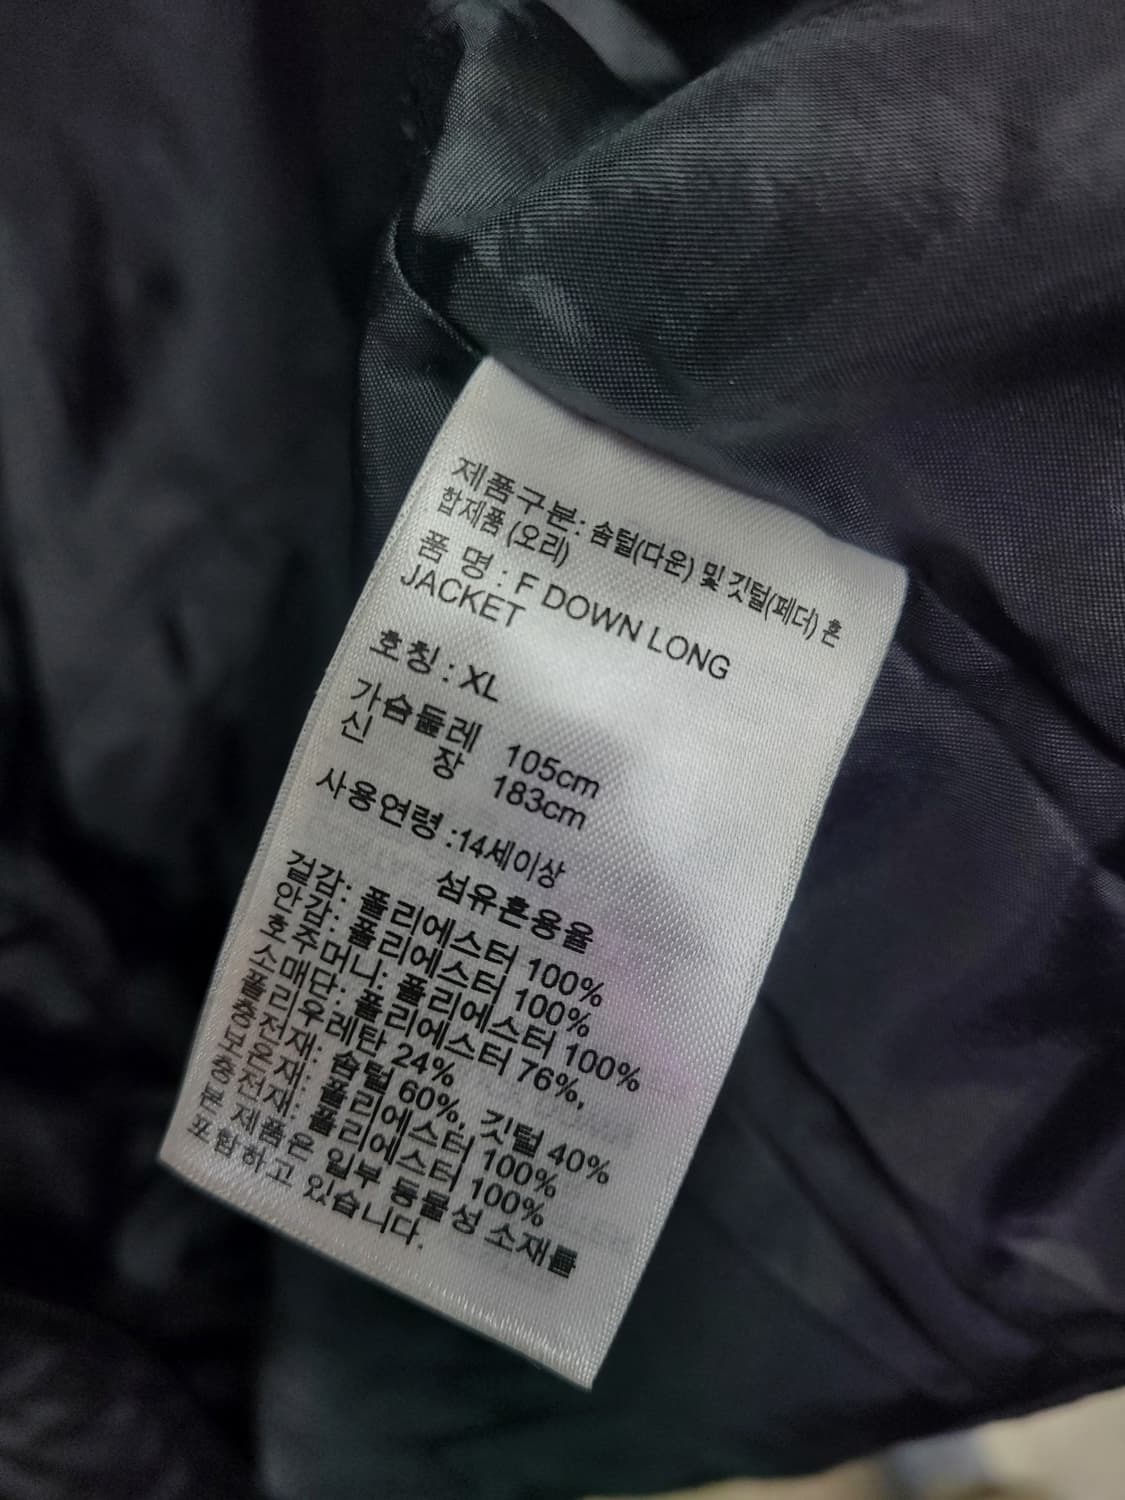 제품구분: 솜털(다운) 및 깃털(페더) 혼
합제품 (오리)
품 명 : F DOWN LONG
JACKET
호칭 : XL
가슴둘레 105cm
신 장 183cm
사용연령 :14세이상
섬유혼용율
겉감: 폴리에스터 100%
안감: 폴리에스터 100%
호주머니: 폴리에스터 100%
소매단: 폴리에스터 76%,
폴리우레탄 24%
충전재: 솜털 60%, 깃털 40%
보온재: 폴리에스터 100%
충전재: 폴리에스터 100%
본 제품은 일부 동물성 소재를
포함하고 있습니다.